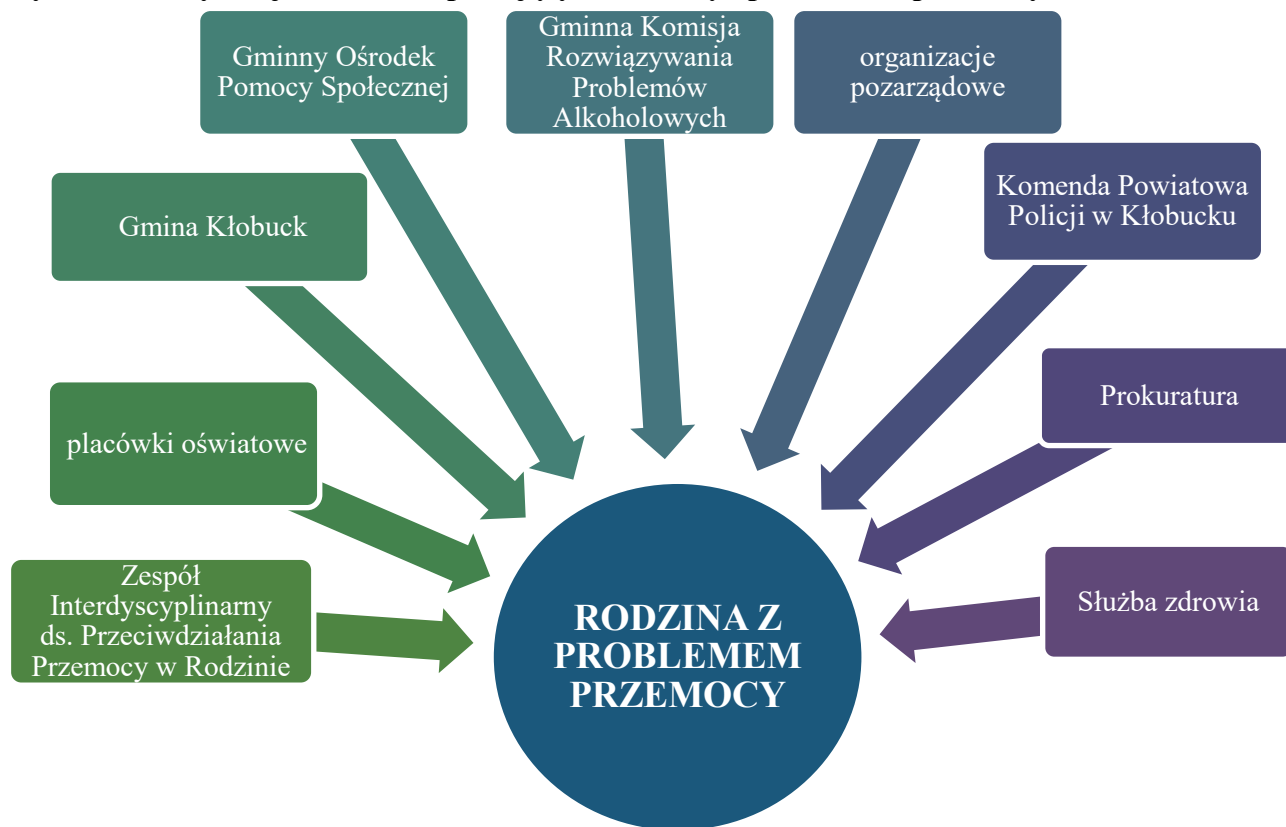 Gminny Ośrodek
Pomocy Społecznej
Gminna Komisja
Rozwiązywania
Problemów
Alkoholowych
organizacje
pozarządowe
Komenda Powiatowa
Policji w Kłobucku
Gmina Kłobuck
Prokuratura
placówki oświatowe
Służba zdrowia
Zespół
Interdyscyplinarny
ds. Przeciwdziałania
Przemocy w Rodzinie
RODZINA Z
PROBLEMEM
PRZEMOCY